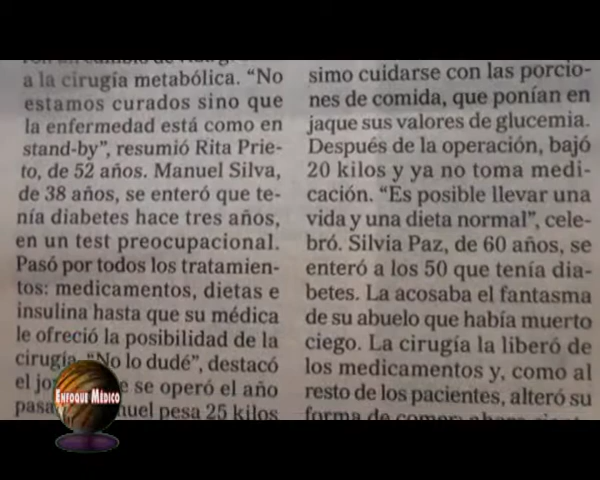 a la cirugía metabólica. "No
estamos curados sino que
la enfermedad está como en
stand-by", resumió Rita Prie-
to, de 52 años. Manuel Silva,
de 38 años, se enteró que te-
nía diabetes hace tres años,
en un test preocupacional.
Pasó por todos los tratamien-
tos: medicamentos, dietas e
insulina hasta que su médica
le ofreció la posibilidad de la
cirugía. "No lo dudé", destacó
el se operó el año
pesa 25 kilos
simo cuidarse con las porcio-
nes de comida, que ponían en
jaque sus valores de glucemia.
Después de la operación, bajó
20 kilos y ya no toma medi-
cación. "Es posible llevar una
vida y una dieta normal", cele-
bró. Silvia Paz, de 60 años, se
enteró a los 50 que tenía dia-
betes. La acosaba el fantasma
de su abuelo que había muerto
ciego. La cirugía la liberó de
los medicamentos y, como al
resto de los pacientes, alteró su
forma de comer: ahora
ENFOQUE MÉDICO